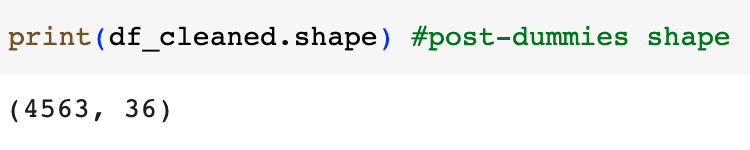 print(df_cleaned.shape) #post-dummies shape
(4563, 36)